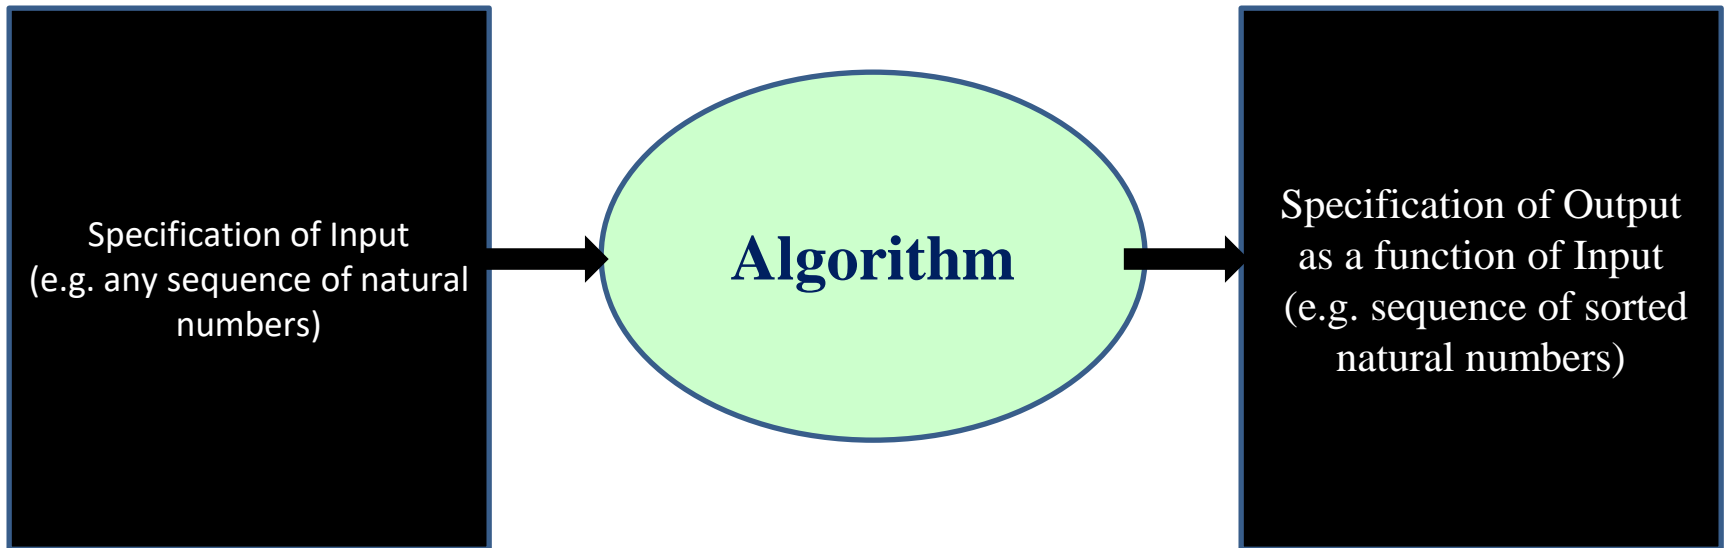 Specification of Input
(e.g. any sequence of natural
numbers)
Algorithm
Specification of Output
as a function of Input
(e.g. sequence of sorted
natural numbers)